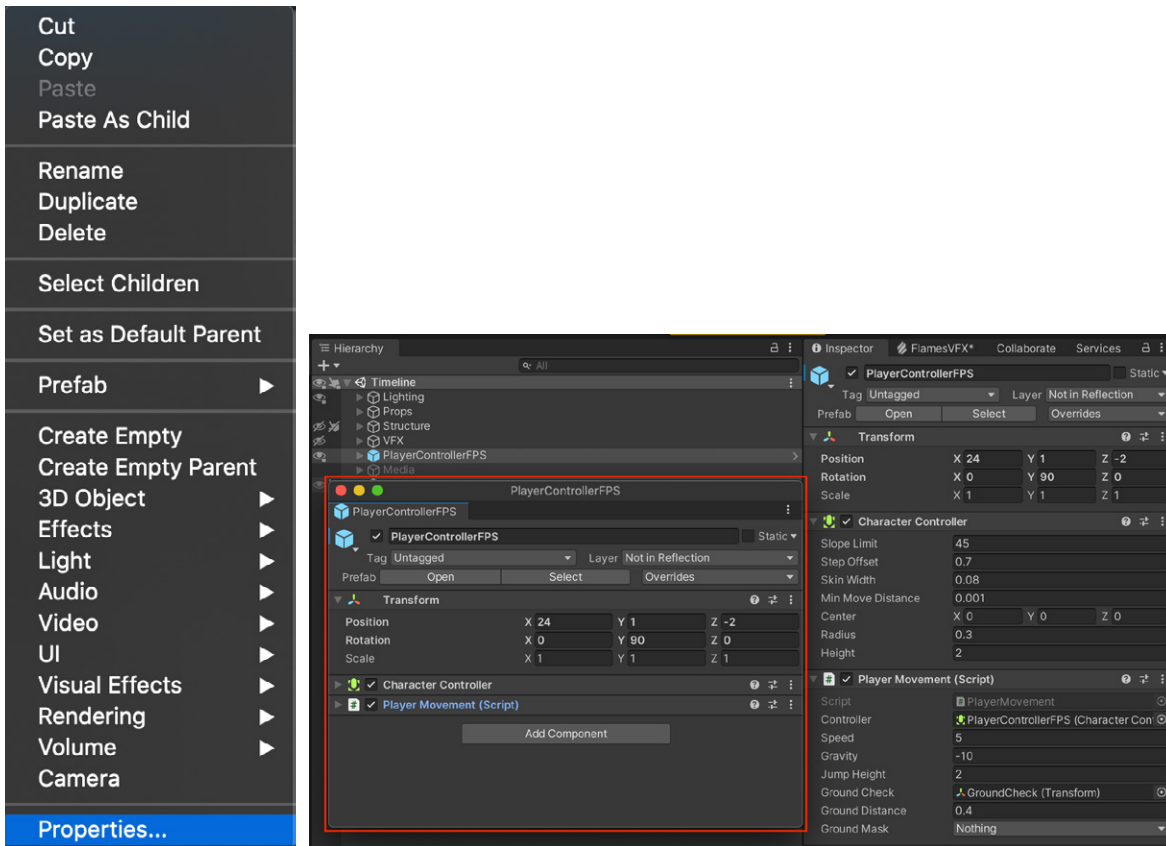 Cut
Copy
Paste
Paste As Child
Rename
Duplicate
Delete
Select Children
Set as Default Parent
Prefab
Create Empty
Create Empty Parent
3D Object
Effects
Light
Audio
Video
UI
Visual Effects
Rendering
Volume
Camera
Properties...
Hierarchy
All
Timeline
Lighting
Props
Structure
VFX
PlayerControllerFPS
Media
PlayerControllerFPS
PlayerControllerFPS
PlayerControllerFPS Static
Tag Untagged Layer Not in Reflection
Prefab Open Select Overrides
Transform
Position X 24 Y 1 Z -2
Rotation X 0 Y 90 Z 0
Scale X 1 Y 1 Z 1
Character Controller
# Player Movement (Script)
Add Component
Inspector FlamesVFX* Collaborate Services
PlayerControllerFPS Static
Tag Untagged Layer Not in Reflection
Prefab Open Select Overrides
Transform
Position X 24 Y 1 Z -2
Rotation X 0 Y 90 Z 0
Scale X 1 Y 1 Z 1
Character Controller
Slope Limit 45
Step Offset 0.7
Skin Width 0.08
Min Move Distance 0.001
Center X 0 Y 0 Z 0
Radius 0.3
Height 2
# Player Movement (Script)
Script PlayerMovement
Controller PlayerControllerFPS (Character Con
Speed 5
Gravity -10
Jump Height 2
Ground Check GroundCheck (Transform)
Ground Distance 0.4
Ground Mask Nothing